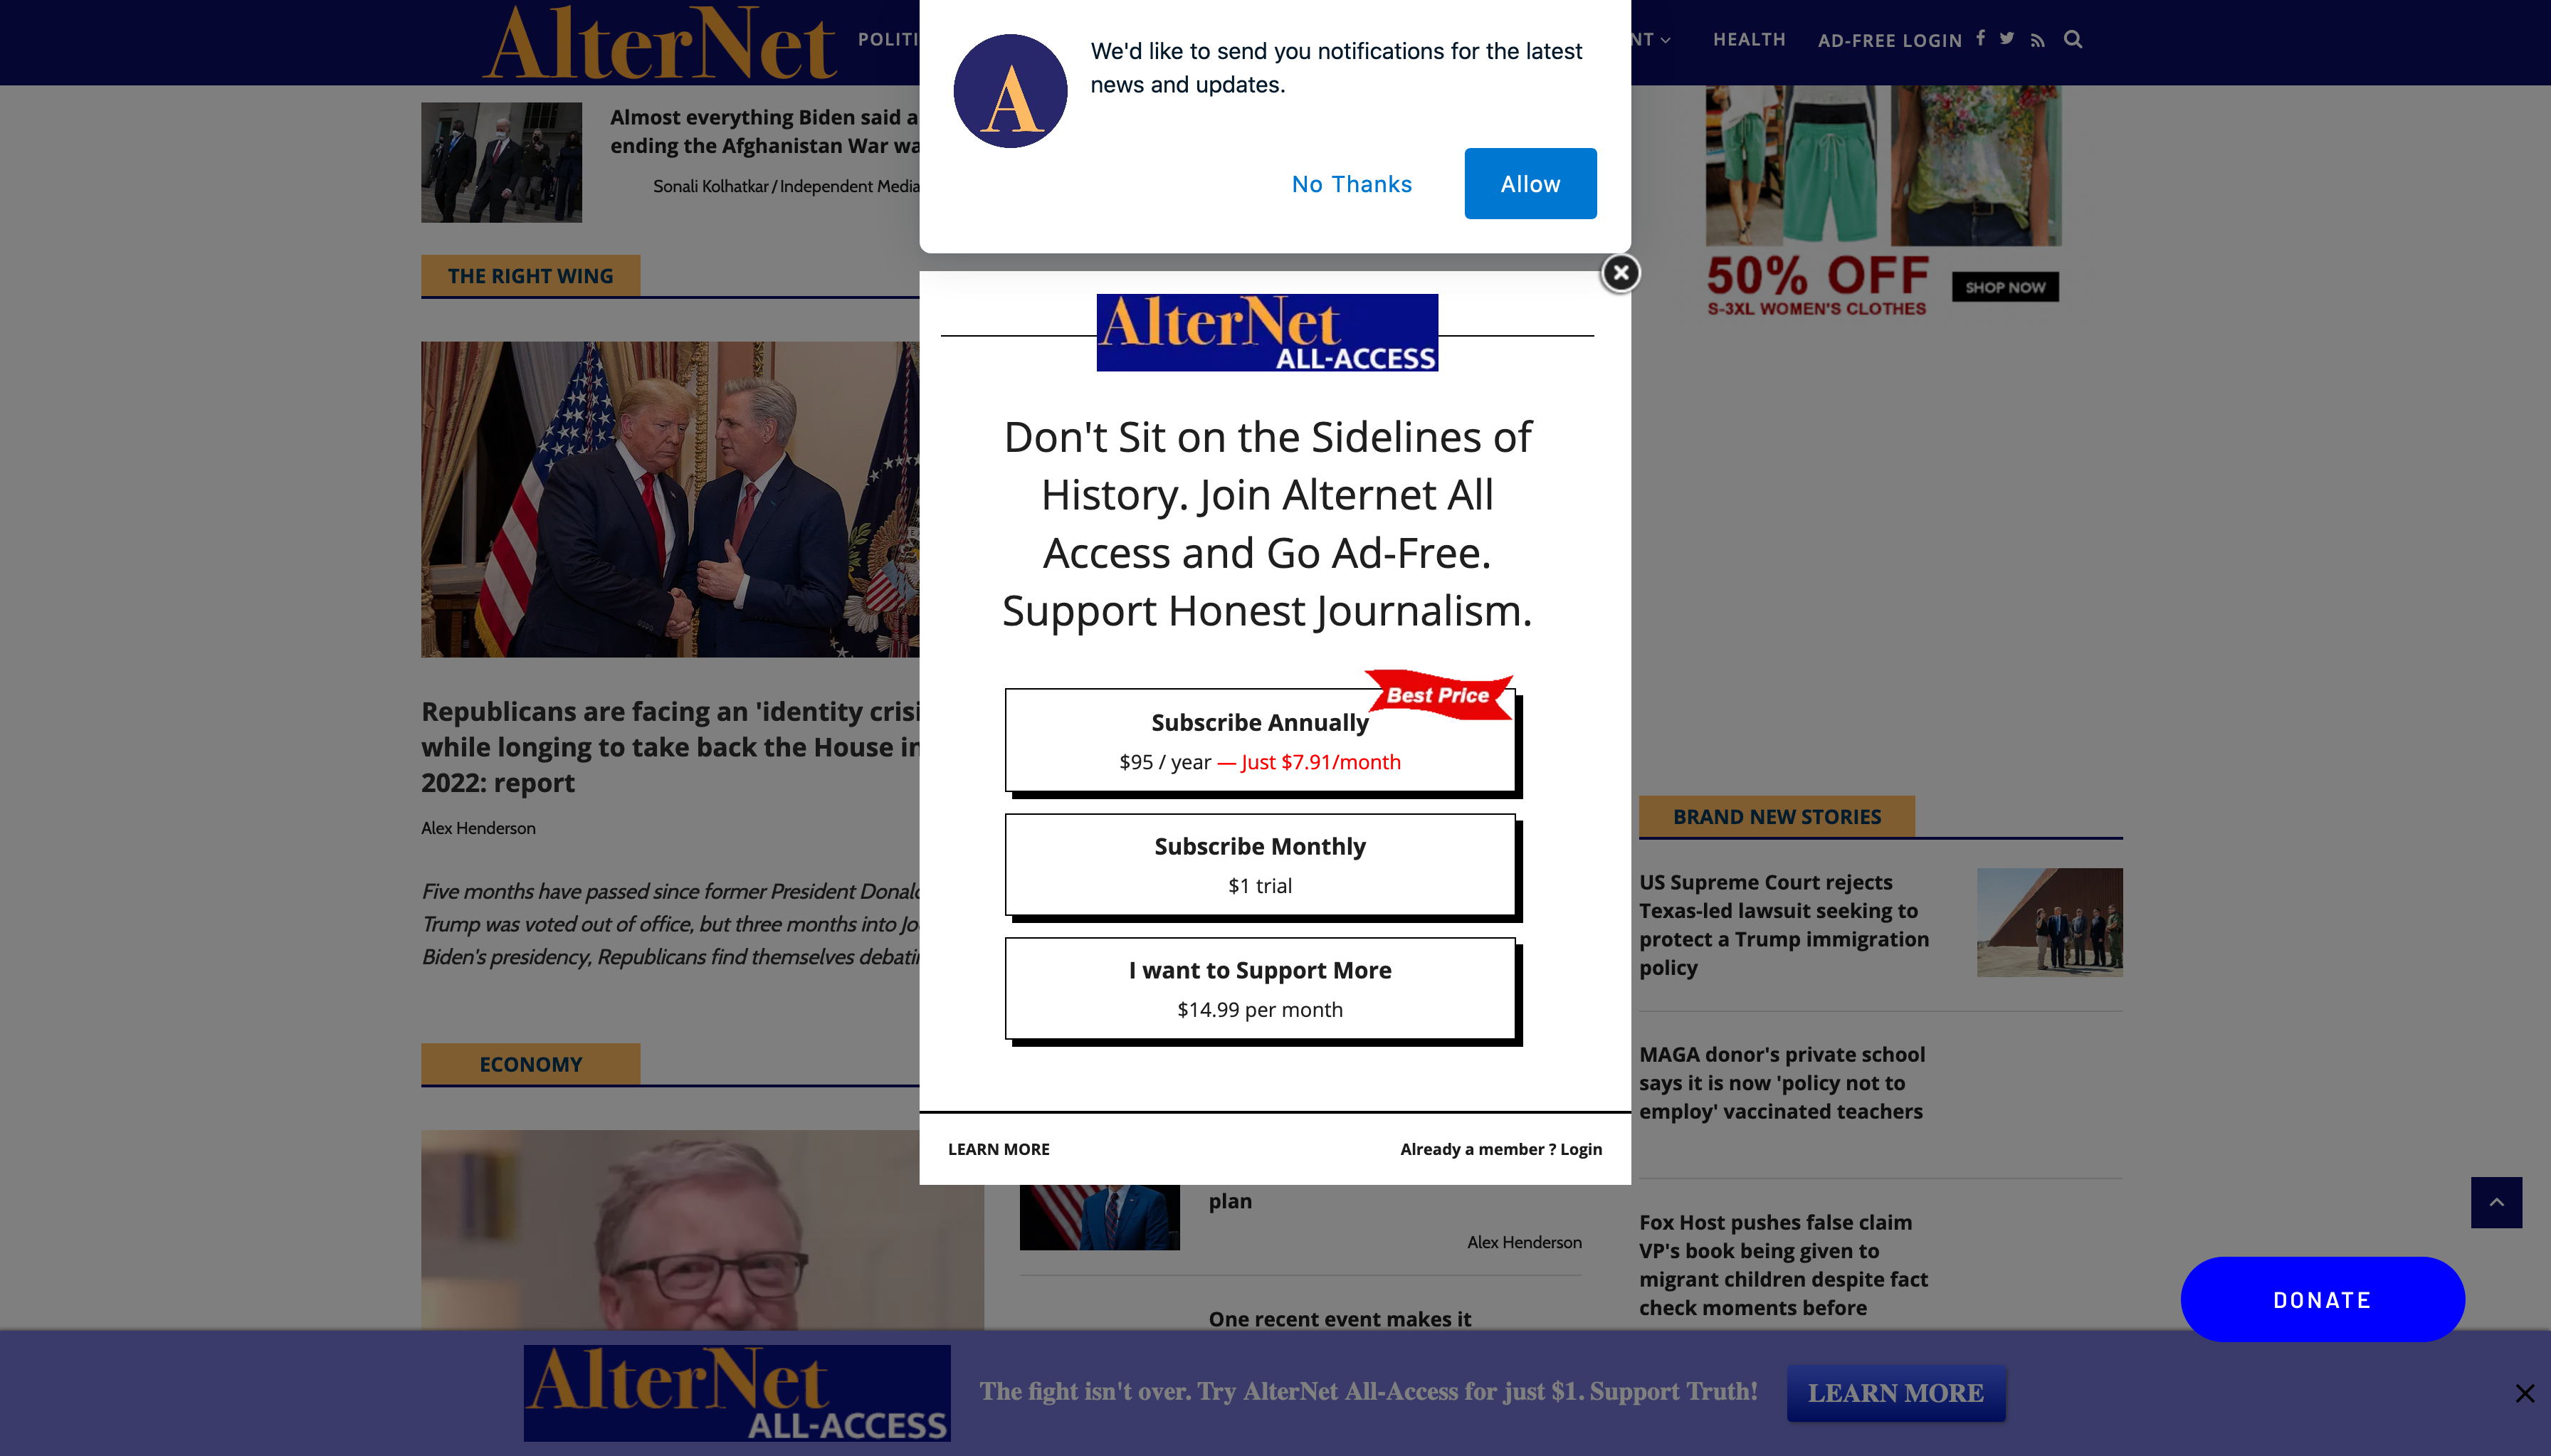 AlterNet
POLITI
NT
HEALTH
AD-FREE LOGIN
We'd like to send you notifications for the latest
news and updates.
No Thanks
Allow
A
Almost everything Biden said a
ending the Afghanistan War wa
Sonali Kolhatkar / Independent Media
THE RIGHT WING
Republicans are facing an 'identity crisi
while longing to take back the House in
2022: report
Alex Henderson
Five months have passed since former President Donald
Trump was voted out of office, but three months into Jo
Biden's presidency, Republicans find themselves debatin
ECONOMY
AlterNet
ALL-ACCESS
Don't Sit on the Sidelines of
History. Join Alternet All
Access and Go Ad-Free.
Support Honest Journalism.
Best Price
Subscribe Annually
$95 / year — Just $7.91/month
Subscribe Monthly
$1 trial
I want to Support More
$14.99 per month
LEARN MORE
Already a member ? Login
plan
Alex Henderson
One recent event makes it
50% OFF
S-3XL WOMEN'S CLOTHES
SHOP NOW
BRAND NEW STORIES
US Supreme Court rejects
Texas-led lawsuit seeking to
protect a Trump immigration
policy
MAGA donor's private school
says it is now 'policy not to
employ' vaccinated teachers
Fox Host pushes false claim
VP's book being given to
migrant children despite fact
check moments before
DONATE
AlterNet
ALL-ACCESS
The fight isn't over. Try AlterNet All-Access for just $1. Support Truth!
LEARN MORE